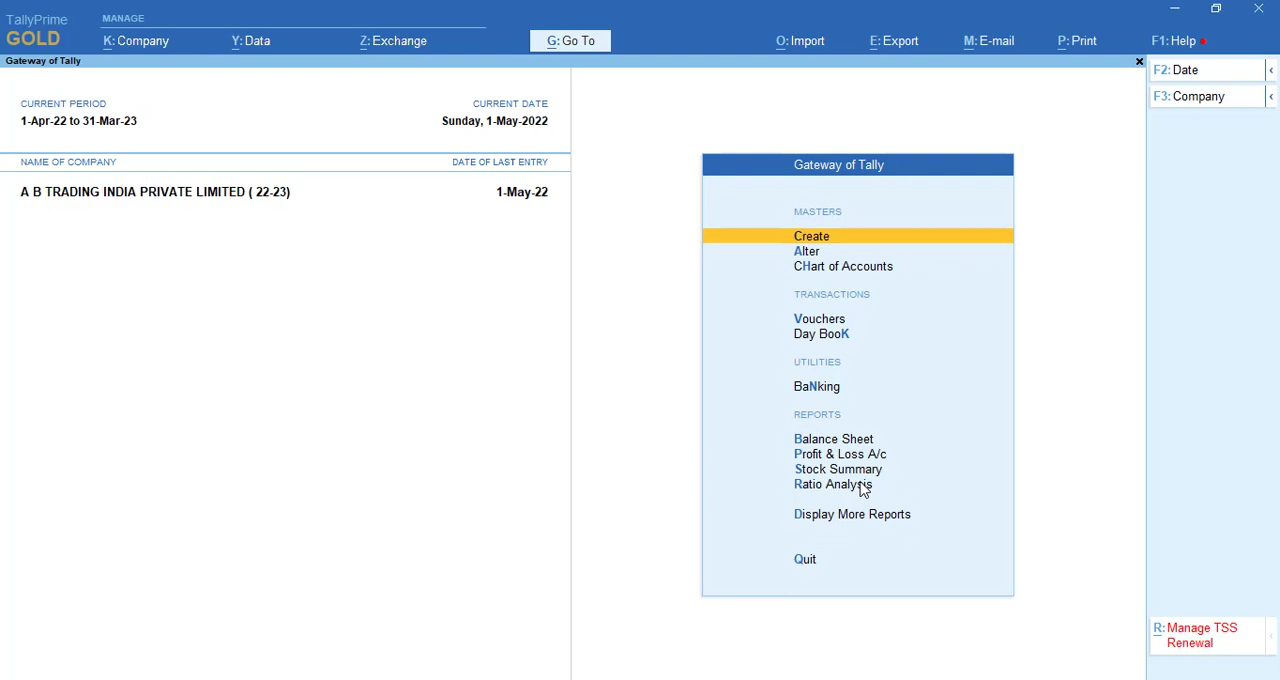 TallyPrime
GOLD
MANAGE
K: Company
Y: Data
Z: Exchange
G: Go To
O: Import
E: Export
M: E-mail
P: Print
F1: Help
Gateway of Tally
F2: Date
F3: Company
CURRENT PERIOD
CURRENT DATE
1-Apr-22 to 31-Mar-23
Sunday, 1-May-2022
NAME OF COMPANY
DATE OF LAST ENTRY
A B TRADING INDIA PRIVATE LIMITED ( 22-23)
1-May-22
Gateway of Tally
MASTERS
Create
Alter
CHart of Accounts
TRANSACTIONS
Vouchers
Day BooK
UTILITIES
BaNking
REPORTS
Balance Sheet
Profit & Loss A/c
Stock Summary
Ratio Analysis
Display More Reports
Quit
R: Manage TSS
Renewal